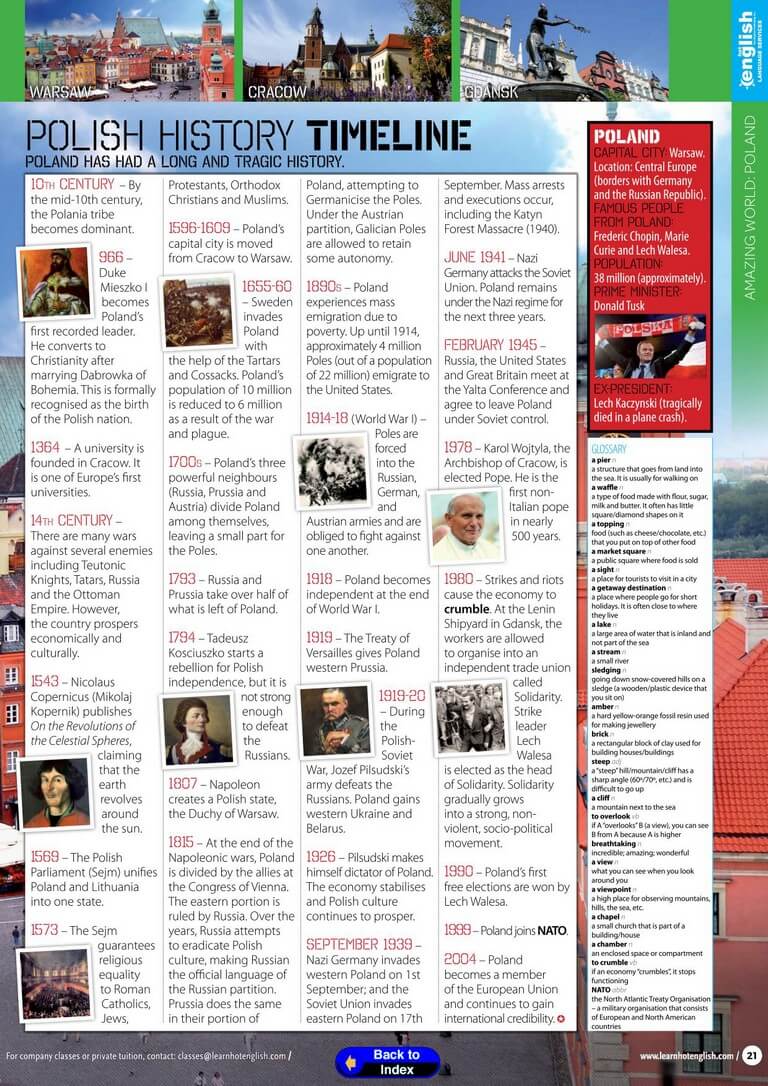 WARSAW
CRACOW
GDANSK
hot
english
LANGUAGE SERVICES
AMAZING WORLD: POLAND
POLISH HISTORY TIMELINE
POLAND HAS HAD A LONG AND TRAGIC HISTORY.
10TH CENTURY – By
the mid-10th century,
the Polania tribe
becomes dominant.
966 –
Duke
Mieszko I
becomes
Poland's
first recorded leader.
He converts to
Christianity after
marrying Dabrowka of
Bohemia. This is formally
recognised as the birth
of the Polish nation.
1364 – A university is
founded in Cracow. It
is one of Europe's first
universities.
14TH CENTURY –
There are many wars
against several enemies
including Teutonic
Knights, Tatars, Russia
and the Ottoman
Empire. However,
the country prospers
economically and
culturally.
1543 – Nicolaus
Copernicus (Mikolaj
Kopernik) publishes
On the Revolutions of
the Celestial Spheres,
claiming
that the
earth
revolves
around
the sun.
1569 – The Polish
Parliament (Sejm) unifies
Poland and Lithuania
into one state.
1573 – The Sejm
guarantees
religious
equality
to Roman
Catholics,
Jews,
Protestants, Orthodox
Christians and Muslims.
1596-1609 – Poland's
capital city is moved
from Cracow to Warsaw.
1655-60
– Sweden
invades
Poland
with
the help of the Tartars
and Cossacks. Poland's
population of 10 million
is reduced to 6 million
as a result of the war
and plague.
1700s – Poland's three
powerful neighbours
(Russia, Prussia and
Austria) divide Poland
among themselves,
leaving a small part for
the Poles.
1793 – Russia and
Prussia take over half of
what is left of Poland.
1794 – Tadeusz
Kosciuszko starts a
rebellion for Polish
independence, but it is
not strong
enough
to defeat
the
Russians.
1807 – Napoleon
creates a Polish state,
the Duchy of Warsaw.
1815 – At the end of the
Napoleonic wars, Poland
is divided by the allies at
the Congress of Vienna.
The eastern portion is
ruled by Russia. Over the
years, Russia attempts
to eradicate Polish
culture, making Russian
the official language of
the Russian partition.
Prussia does the same
in their portion of
Poland, attempting to
Germanicise the Poles.
Under the Austrian
partition, Galician Poles
are allowed to retain
some autonomy.
1890s – Poland
experiences mass
emigration due to
poverty. Up until 1914,
approximately 4 million
Poles (out of a population
of 22 million) emigrate to
the United States.
1914-18 (World War I) –
Poles are
forced
into the
Russian,
German,
and
Austrian armies and are
obliged to fight against
one another.
1918 – Poland becomes
independent at the end
of World War I.
1919 – The Treaty of
Versailles gives Poland
western Prussia.
1919-20
– During
the
Polish-
Soviet
War, Jozef Pilsudski's
army defeats the
Russians. Poland gains
western Ukraine and
Belarus.
1926 – Pilsudski makes
himself dictator of Poland.
The economy stabilises
and Polish culture
continues to prosper.
SEPTEMBER 1939 –
Nazi Germany invades
western Poland on 1st
September; and the
Soviet Union invades
eastern Poland on 17th
September. Mass arrests
and executions occur,
including the Katyn
Forest Massacre (1940).
JUNE 1941 – Nazi
Germany attacks the Soviet
Union. Poland remains
under the Nazi regime for
the next three years.
FEBRUARY 1945 –
Russia, the United States
and Great Britain meet at
the Yalta Conference and
agree to leave Poland
under Soviet control.
1978 – Karol Wojtyla, the
Archbishop of Cracow, is
elected Pope. He is the
first non-
Italian pope
in nearly
500 years.
1980 – Strikes and riots
cause the economy to
crumble. At the Lenin
Shipyard in Gdansk, the
workers are allowed
to organise into an
independent trade union
called
Solidarity.
Strike
leader
Lech
Walesa
is elected as the head
of Solidarity. Solidarity
gradually grows
into a strong, non-
violent, socio-political
movement.
1990 – Poland's first
free elections are won by
Lech Walesa.
1999 – Poland joins NATO.
2004 – Poland
becomes a member
of the European Union
and continues to gain
international credibility.
POLAND
CAPITAL CITY: Warsaw.
Location: Central Europe
(borders with Germany
and the Russian Republic).
FAMOUS PEOPLE
FROM POLAND:
Frederic Chopin, Marie
Curie and Lech Walesa.
POPULATION:
38 million (approximately).
PRIME MINISTER:
Donald Tusk
POLSKA
EX-PRESIDENT:
Lech Kaczynski (tragically
died in a plane crash).
GLOSSARY
a pier n
a structure that goes from land into
the sea. It is usually for walking on
a waffle n
a type of food made with flour, sugar,
milk and butter. It often has little
square/diamond shapes on it
a topping n
food (such as cheese/chocolate, etc.)
that you put on top of other food
a market square n
a public square where food is sold
a sight n
a place for tourists to visit in a city
a getaway destination n
a place where people go for short
holidays. It is often close to where
they live
a lake n
a large area of water that is inland and
not part of the sea
a stream n
a small river
sledging n
going down snow-covered hills on a
sledge (a wooden/plastic device that
you sit on)
amber n
a hard yellow-orange fossil resin used
for making jewellery
brick n
a rectangular block of clay used for
building houses/buildings
steep adj
a "steep" hill/mountain/cliff has a
sharp angle (60º/70º, etc.) and is
difficult to go up
a cliff n
a mountain next to the sea
to overlook vb
if A "overlooks" B (a view), you can see
B from A because A is higher
breathtaking n
incredible; amazing; wonderful
a view n
what you can see when you look
around you
a viewpoint n
a high place for observing mountains,
hills, the sea, etc.
a chapel n
a small church that is part of a
building/house
a chamber n
an enclosed space or compartment
to crumble vb
if an economy "crumbles", it stops
functioning
NATO abbr
the North Atlantic Treaty Organisation
– a military organisation that consists
of European and North American
countries
For company classes or private tuition, contact: classes@learnhotenglish.com /
Back to
Index
www.learnhotenglish.com / 21